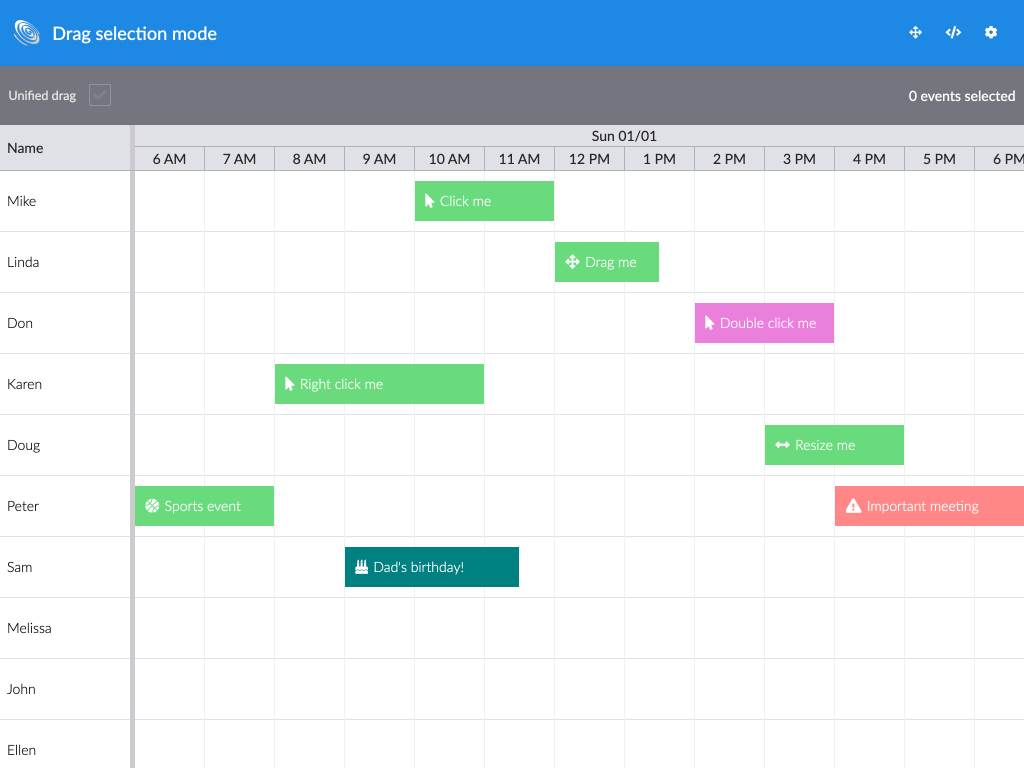 Drag selection mode
Unified drag
0 events selected
Name
Sun 01/01
6 AM 7 AM 8 AM 9 AM 10 AM 11 AM 12 PM 1 PM 2 PM 3 PM 4 PM 5 PM 6 PM
Mike
Click me
Linda
Drag me
Don
Double click me
Karen
Right click me
Doug
Resize me
Peter
Sports event
Important meeting
Sam
Dad's birthday!
Melissa
John
Ellen